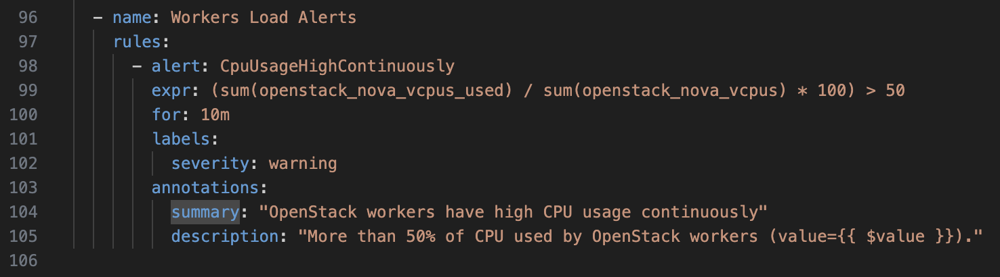 96 - name: Workers Load Alerts
97 rules:
98 - alert: CpuUsageHighContinuously
99 expr: (sum(openstack_nova_vcpus_used) / sum(openstack_nova_vcpus) * 100) > 50
100 for: 10m
101 labels:
102 severity: warning
103 annotations:
104 summary: "OpenStack workers have high CPU usage continuously"
105 description: "More than 50% of CPU used by OpenStack workers (value={{ $value }})."
106